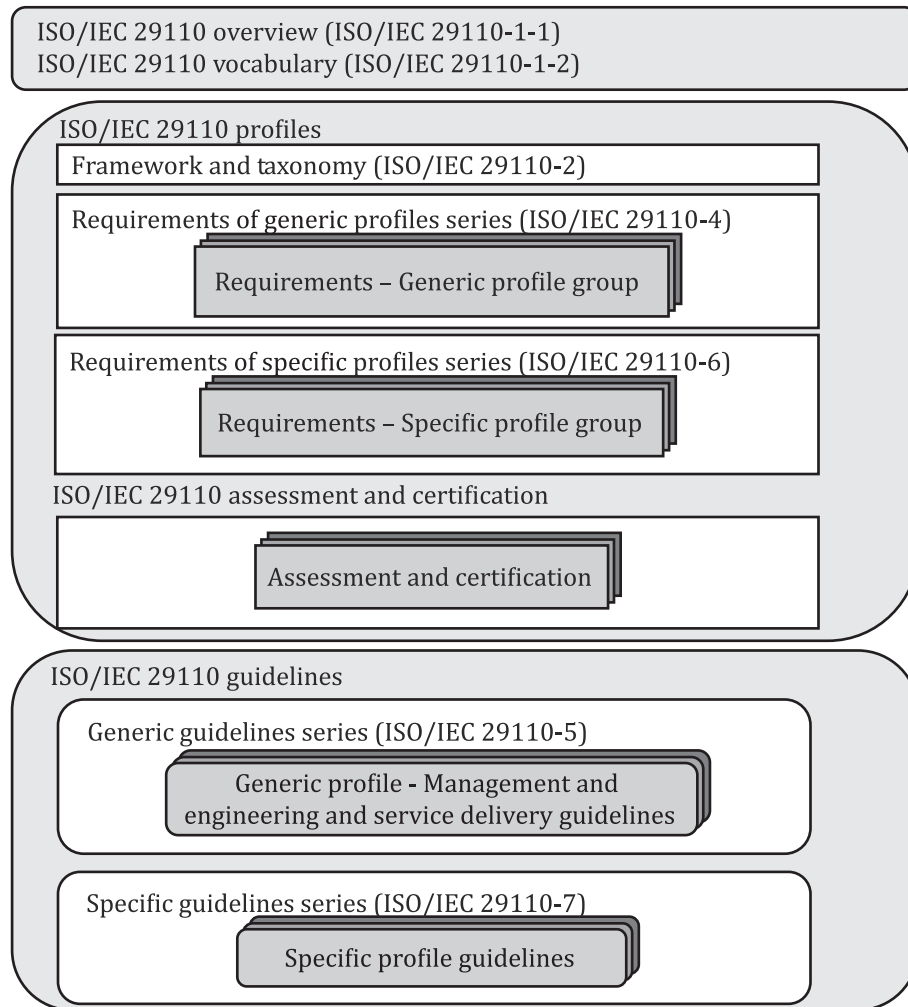 ISO/IEC 29110 overview (ISO/IEC 29110-1-1)
ISO/IEC 29110 vocabulary (ISO/IEC 29110-1-2)
ISO/IEC 29110 profiles
Framework and taxonomy (ISO/IEC 29110-2)
Requirements of generic profiles series (ISO/IEC 29110-4)
Requirements – Generic profile group
Requirements of specific profiles series (ISO/IEC 29110-6)
Requirements – Specific profile group
ISO/IEC 29110 assessment and certification
Assessment and certification
ISO/IEC 29110 guidelines
Generic guidelines series (ISO/IEC 29110-5)
Generic profile - Management and
engineering and service delivery guidelines
Specific guidelines series (ISO/IEC 29110-7)
Specific profile guidelines